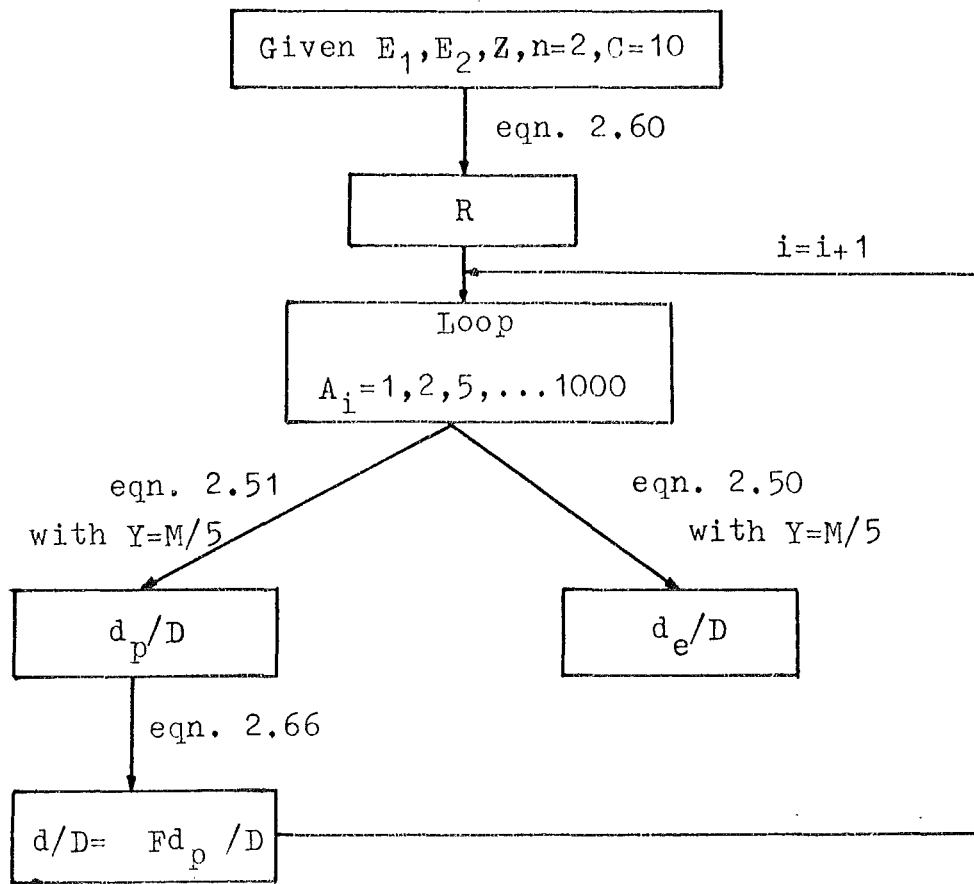 Given E₁,E₂,Z,n=2,C=10
eqn. 2.60
R
i=i+1
Loop
Aᵢ=1,2,5,...1000
eqn. 2.51
with Y=M/5
eqn. 2.50
with Y=M/5
dₚ/D
dₑ/D
eqn. 2.66
d/D= Fdₚ /D